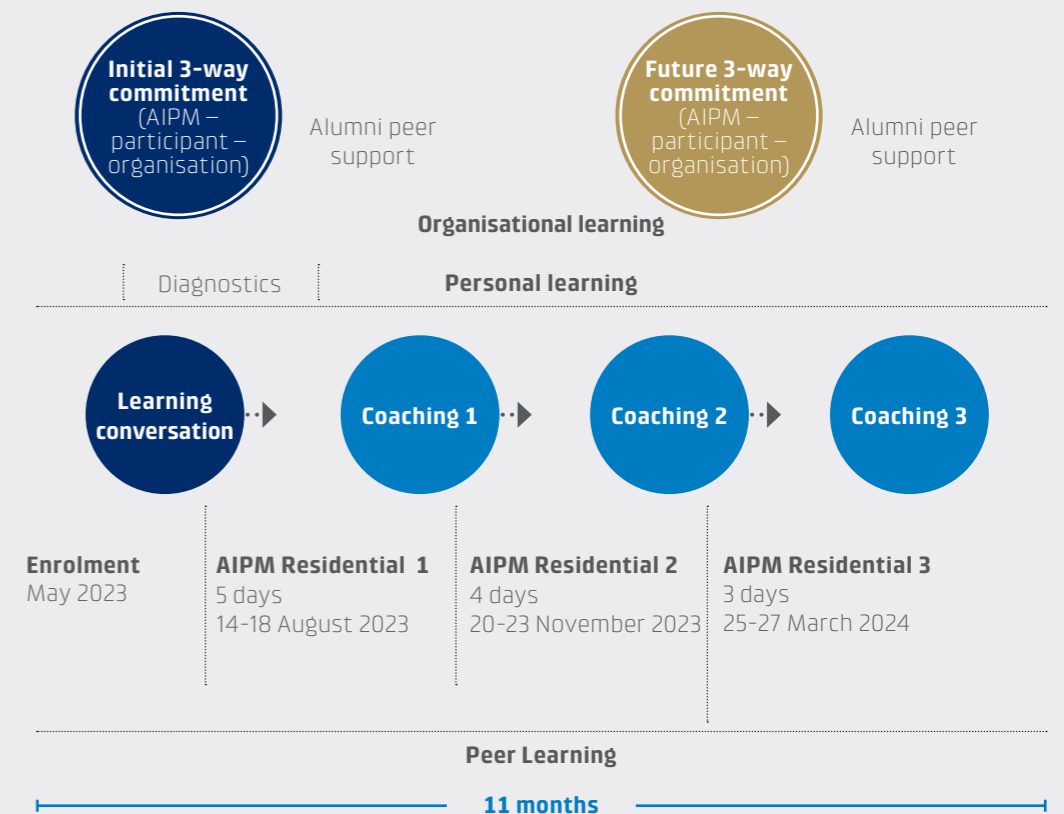 Initial 3-way
commitment
(AIPM –
participant –
organisation)
Alumni peer
support
Future 3-way
commitment
(AIPM –
participant –
organisation)
Alumni peer
support
Organisational learning
Diagnostics
Personal learning
Learning
conversation
Coaching 1
Coaching 2
Coaching 3
Enrolment
May 2023
AIPM Residential 1
5 days
14-18 August 2023
AIPM Residential 2
4 days
20-23 November 2023
AIPM Residential 3
3 days
25-27 March 2024
Peer Learning
11 months